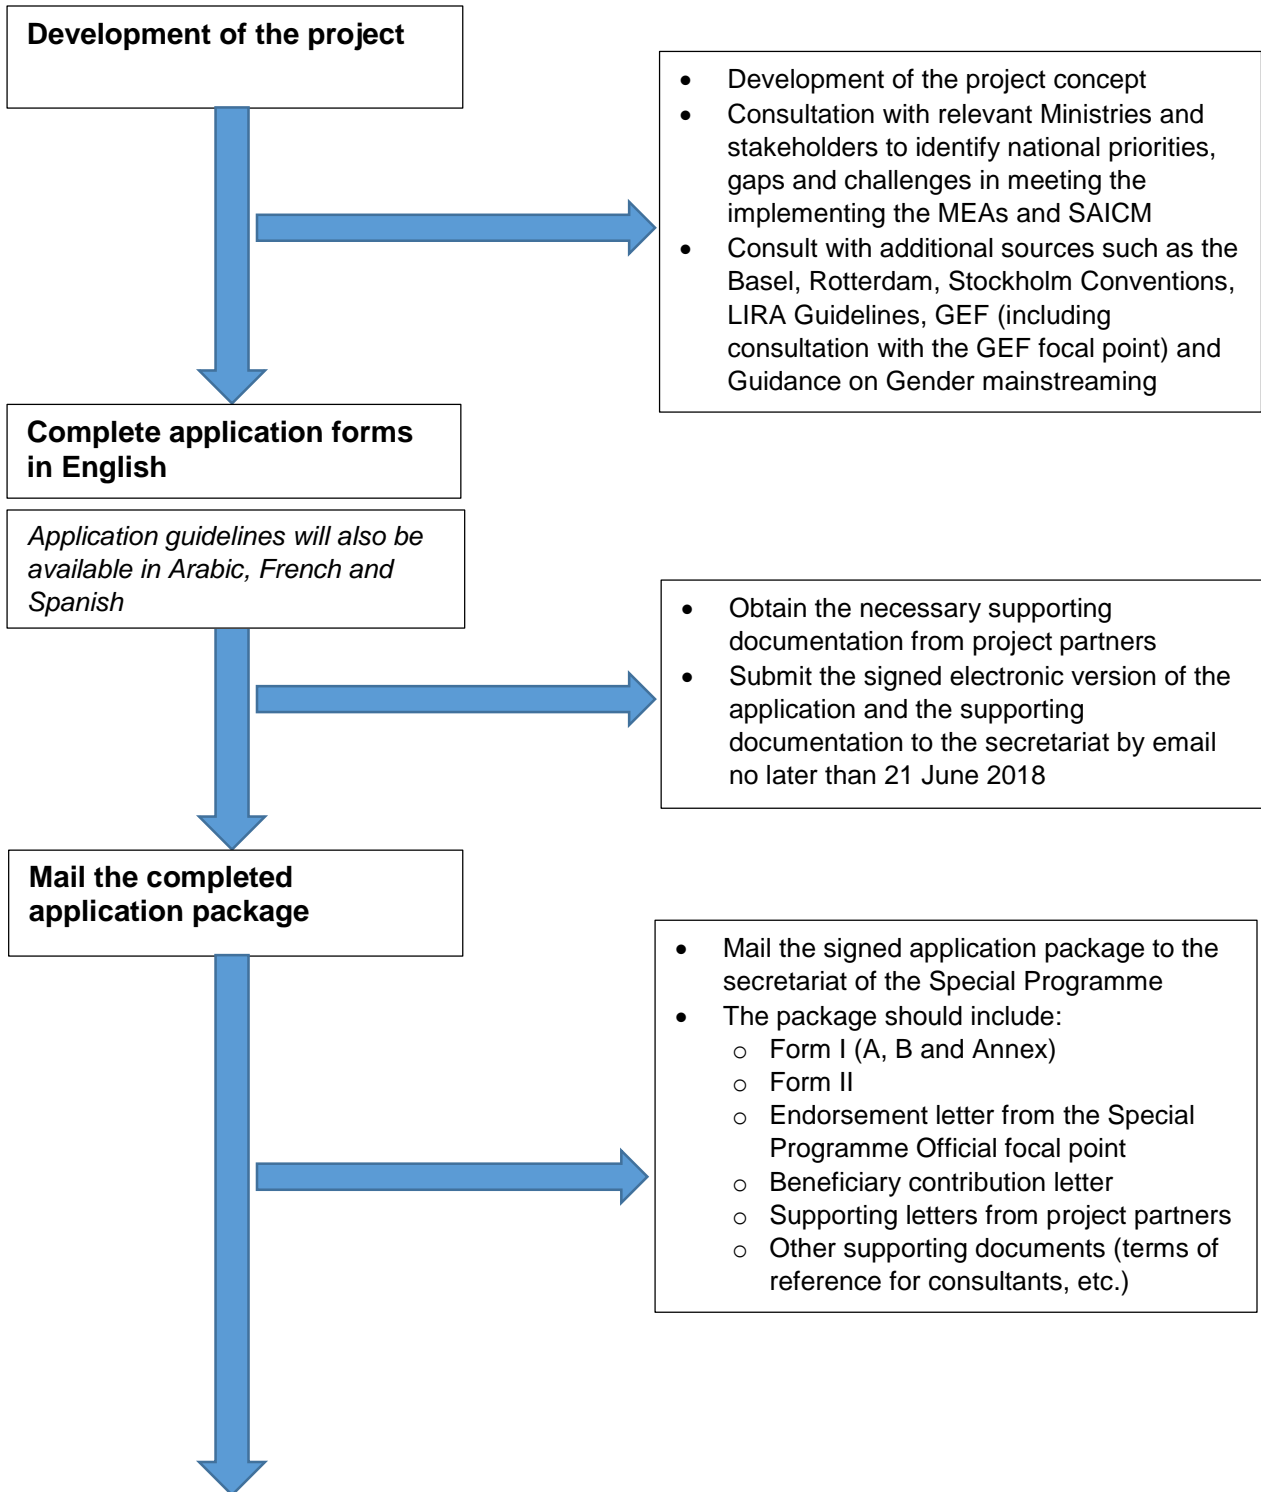 Development of the project
• Development of the project concept
• Consultation with relevant Ministries and
stakeholders to identify national priorities,
gaps and challenges in meeting the
implementing the MEAs and SAICM
• Consult with additional sources such as the
Basel, Rotterdam, Stockholm Conventions,
LIRA Guidelines, GEF (including
consultation with the GEF focal point) and
Guidance on Gender mainstreaming
Complete application forms
in English
Application guidelines will also be
available in Arabic, French and
Spanish
• Obtain the necessary supporting
documentation from project partners
• Submit the signed electronic version of the
application and the supporting
documentation to the secretariat by email
no later than 21 June 2018
Mail the completed
application package
• Mail the signed application package to the
secretariat of the Special Programme
• The package should include:
o Form I (A, B and Annex)
o Form II
o Endorsement letter from the Special
Programme Official focal point
o Beneficiary contribution letter
o Supporting letters from project partners
o Other supporting documents (terms of
reference for consultants, etc.)